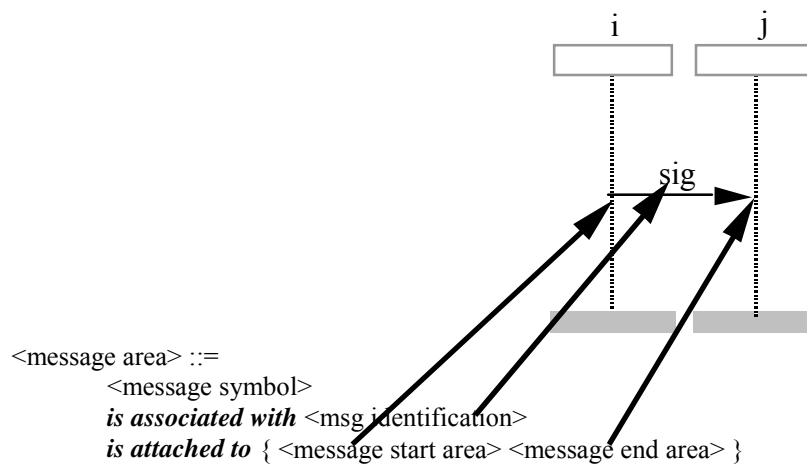 i j
sig
<message area> ::=
<message symbol>
is associated with <msg identification>
is attached to { <message start area> <message end area> }